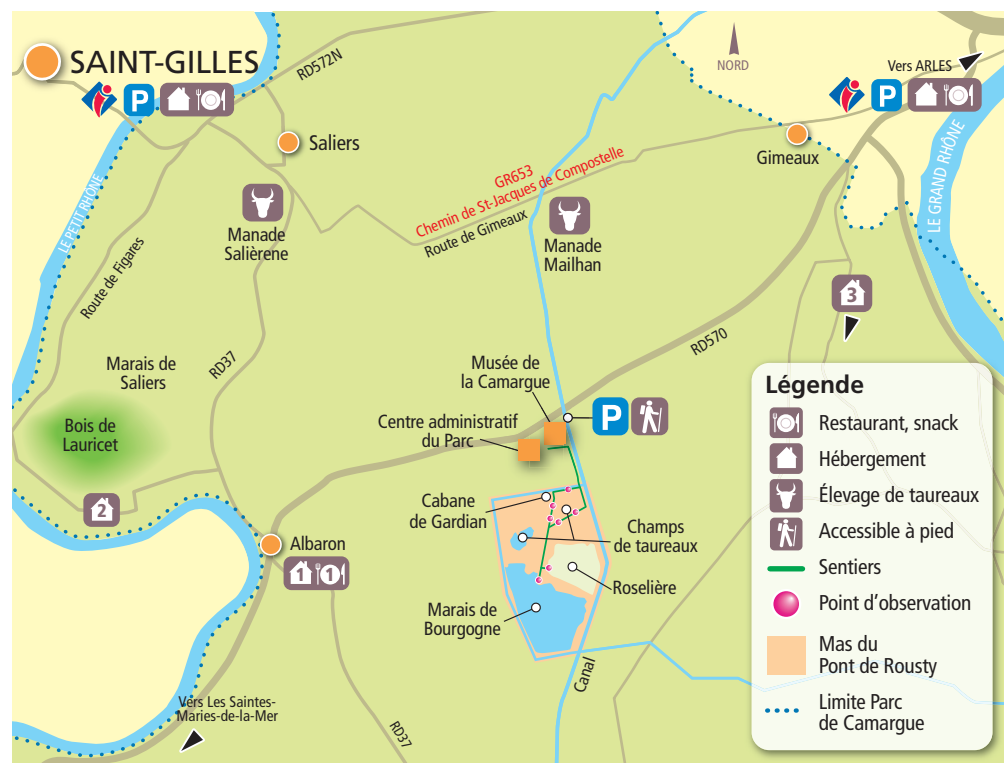 SAINT-GILLES
P
RD572N
Saliers
NORD
Vers ARLES
P
Gimeaux
LE GRAND RHÔNE
LE PETIT RHÔNE
GR653
Chemin de St-Jacques de Compostelle
Route de Gimeaux
Manade
Salièrene
Manade
Mailhan
Route de Figares
3
RD570
Marais de
Saliers
RD37
Musée de
la Camargue
P
Bois de
Lauricet
Centre administratif
du Parc
2
Cabane
de Gardian
Champs
de taureaux
Albaron
1
1
Roselière
Marais de
Bourgogne
Canal
Vers Les Saintes-
Maries-de-la-Mer
RD37
Légende
Restaurant, snack
Hébergement
Élevage de taureaux
Accessible à pied
Sentiers
Point d'observation
Mas du
Pont de Rousty
Limite Parc
de Camargue